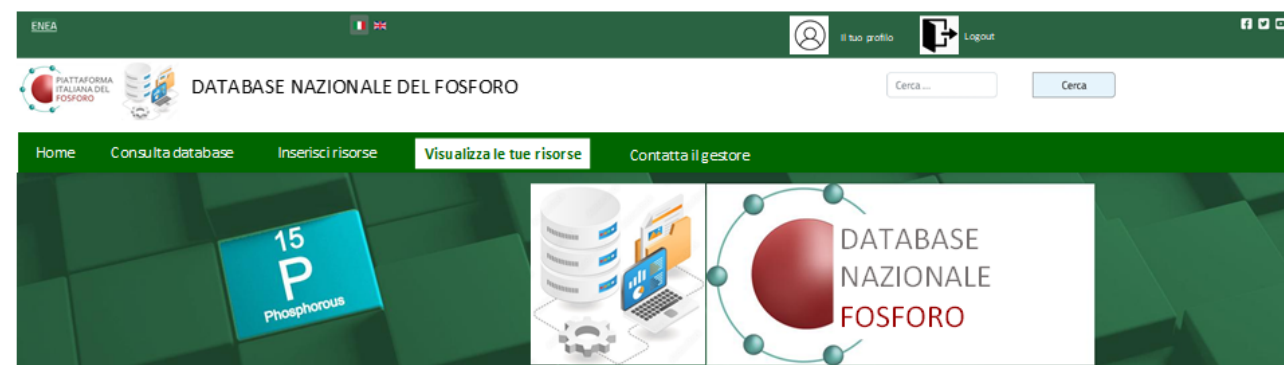 ENEA
Il tuo profilo
Logout
PIATTAFORMA
ITALIANA DEL
FOSFORO
DATABASE NAZIONALE DEL FOSFORO
Cerca ...
Cerca
Home
Consulta database
Inserisci risorse
Visualizza le tue risorse
Contatta il gestore
15
P
Phosphorous
DATABASE
NAZIONALE
FOSFORO